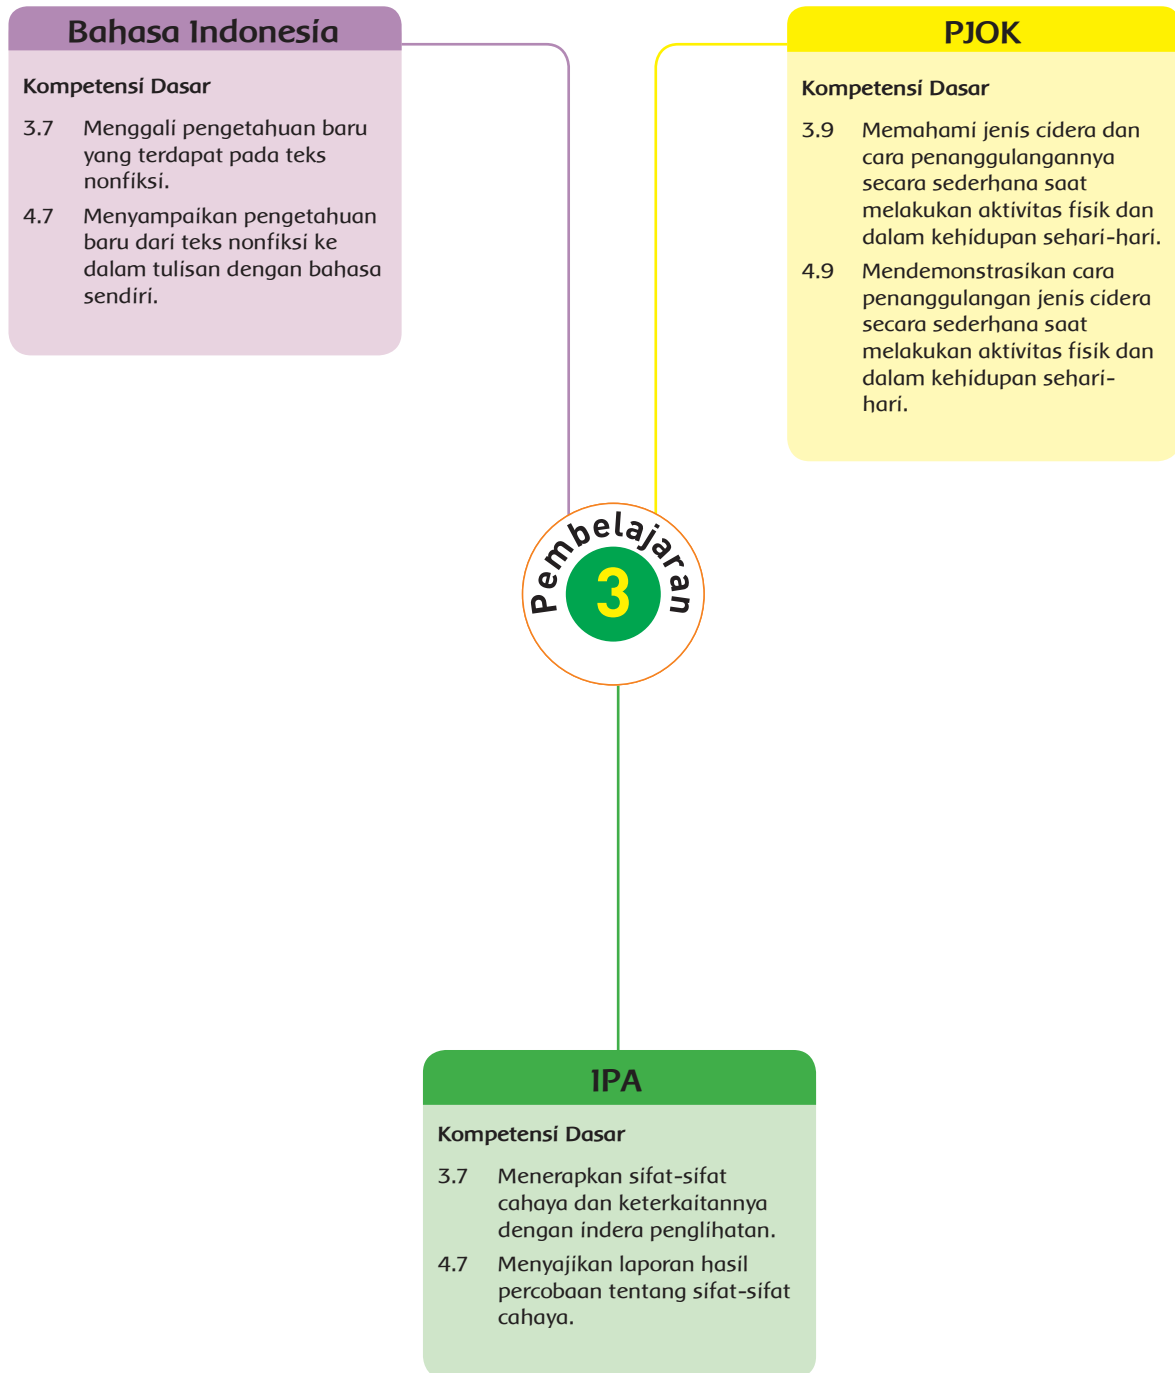 Bahasa Indonesia
Kompetensi Dasar
3.7 Menggali pengetahuan baru
yang terdapat pada teks
nonfiksi.
4.7 Menyampaikan pengetahuan
baru dari teks nonfiksi ke
dalam tulisan dengan bahasa
sendiri.
PJOK
Kompetensi Dasar
3.9 Memahami jenis cidera dan
cara penanggulangannya
secara sederhana saat
melakukan aktivitas fisik dan
dalam kehidupan sehari-hari.
4.9 Mendemonstrasikan cara
penanggulangan jenis cidera
secara sederhana saat
melakukan aktivitas fisik dan
dalam kehidupan sehari-
hari.
Pembelajaran
3
IPA
Kompetensi Dasar
3.7 Menerapkan sifat-sifat
cahaya dan keterkaitannya
dengan indera penglihatan.
4.7 Menyajikan laporan hasil
percobaan tentang sifat-sifat
cahaya.